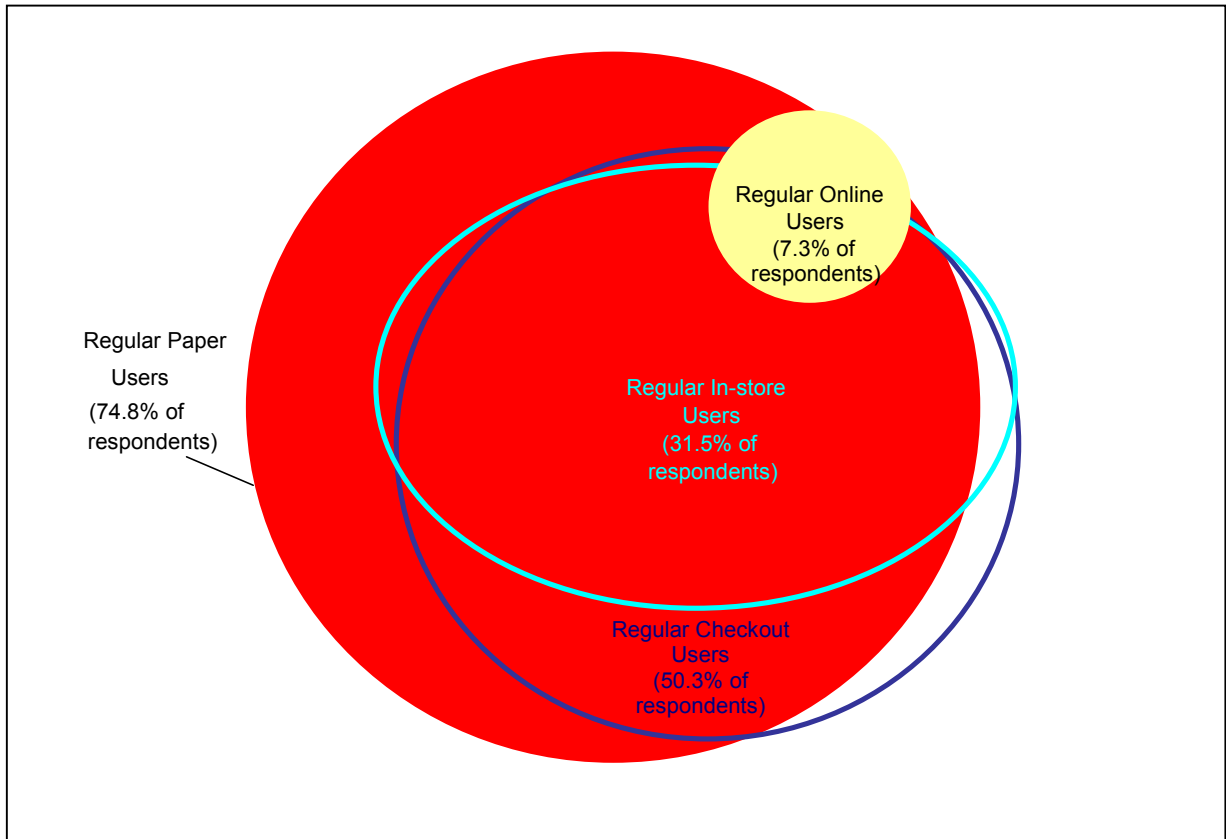 Regular Online
Users
(7.3% of
respondents)
Regular Paper
Users
(74.8% of
respondents)
Regular In-store
Users
(31.5% of
respondents)
Regular Checkout
Users
(50.3% of
respondents)